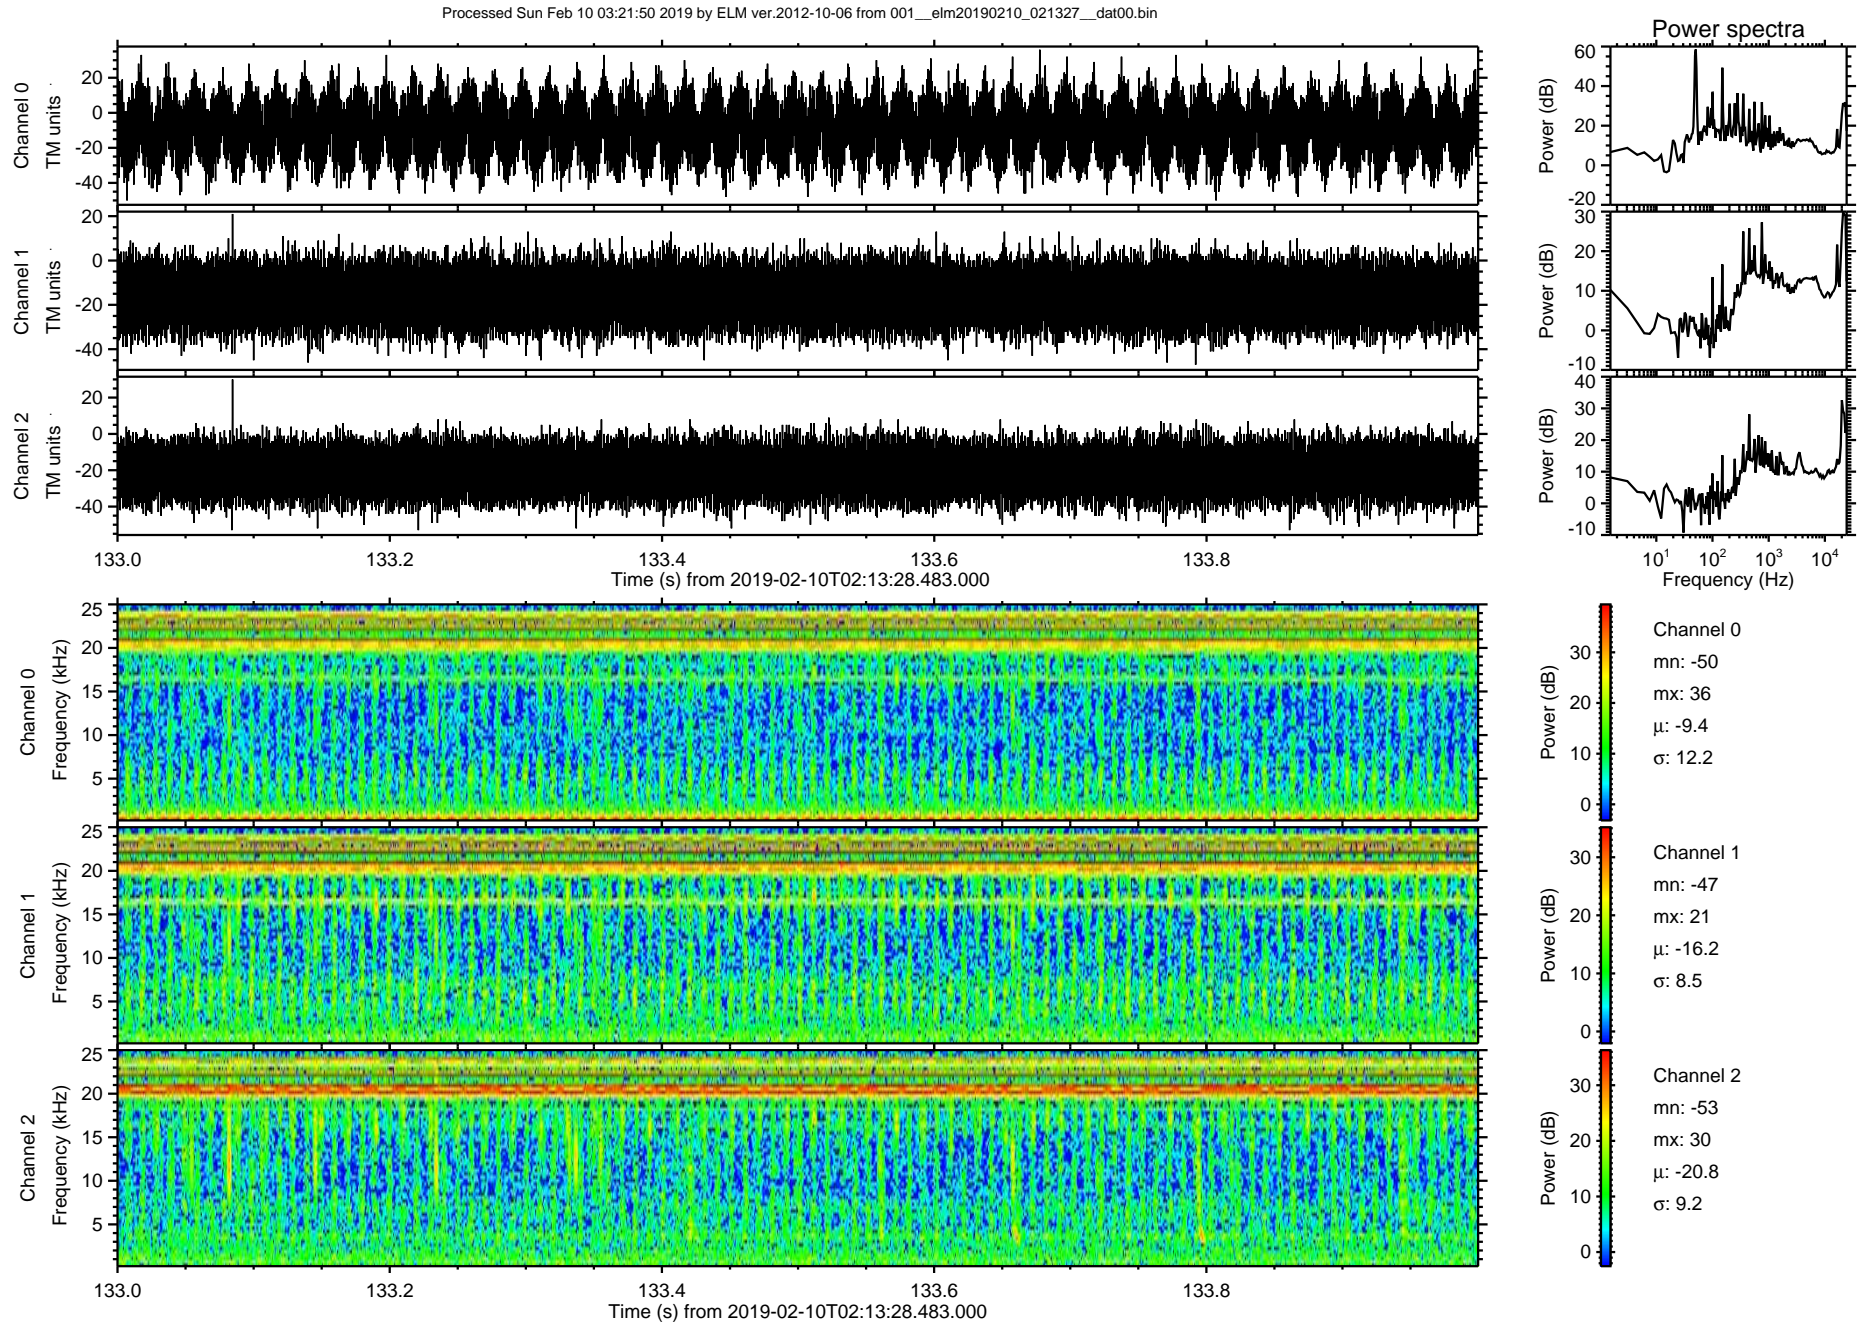 Processed Sun Feb 10 03:21:50 2019 by ELM ver.2012-10-06 from 001__elm20190210_021327__dat00.bin
Power spectra
Channel 0
TM units
20
0
-20
-40
Power (dB)
60
40
20
0
-20
Channel 1
TM units
20
0
-20
-40
Power (dB)
30
20
10
0
-10
Channel 2
TM units
20
0
-20
-40
Power (dB)
40
30
20
10
0
-10
133.0 133.2 133.4 133.6 133.8
Time (s) from 2019-02-10T02:13:28.483.000
10¹ 10² 10³ 10⁴
Frequency (Hz)
Channel 0
Frequency (kHz)
25
20
15
10
5
Power (dB)
30
20
10
0
Channel 0
mn: -50
mx: 36
μ: -9.4
σ: 12.2
Channel 1
Frequency (kHz)
25
20
15
10
5
Power (dB)
30
20
10
0
Channel 1
mn: -47
mx: 21
μ: -16.2
σ: 8.5
Channel 2
Frequency (kHz)
25
20
15
10
5
Power (dB)
30
20
10
0
Channel 2
mn: -53
mx: 30
μ: -20.8
σ: 9.2
133.0 133.2 133.4 133.6 133.8
Time (s) from 2019-02-10T02:13:28.483.000